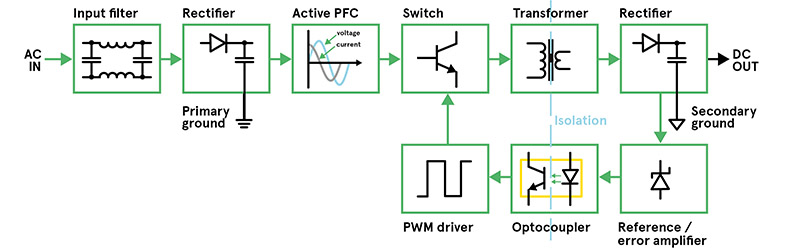 Input filter
Rectifier
Active PFC
Switch
Transformer
Rectifier
voltage
current
AC
IN
DC
OUT
Primary
ground
Secondary
ground
Isolation
PWM driver
Optocoupler
Reference /
error amplifier